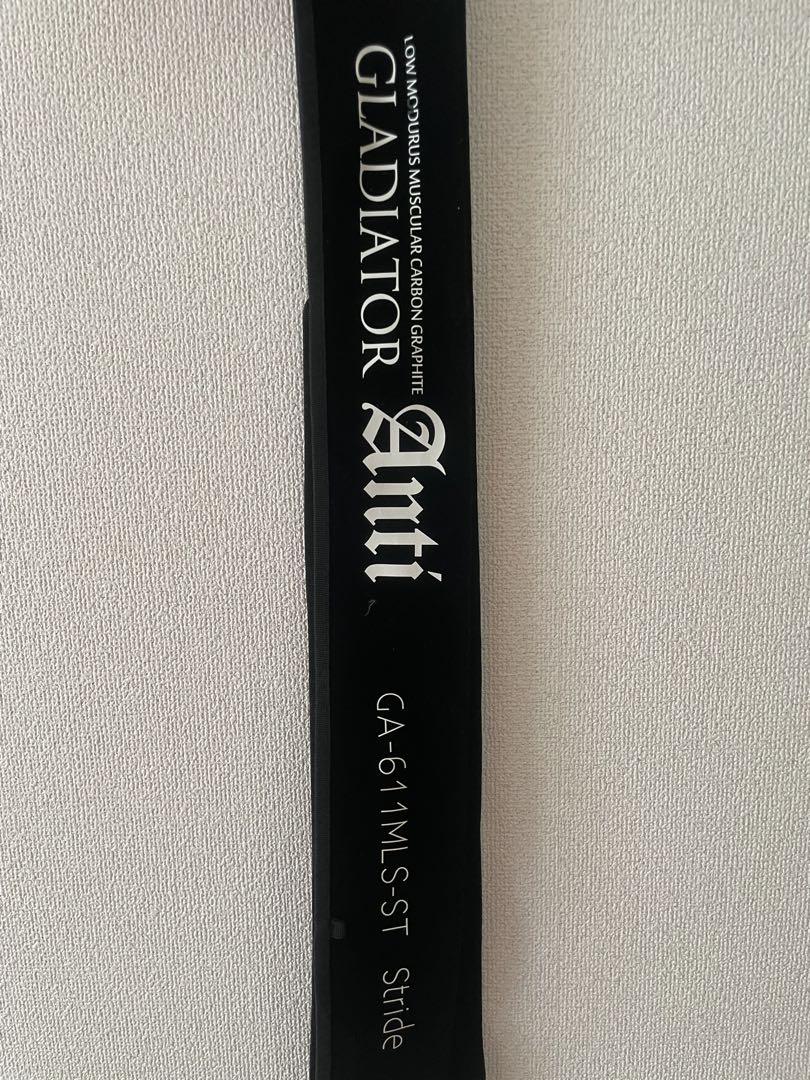 LOW MODURUS MUSCULAR CARBON GRAPHITE
GLADIATOR Anti
GA-611MLS-ST Stride